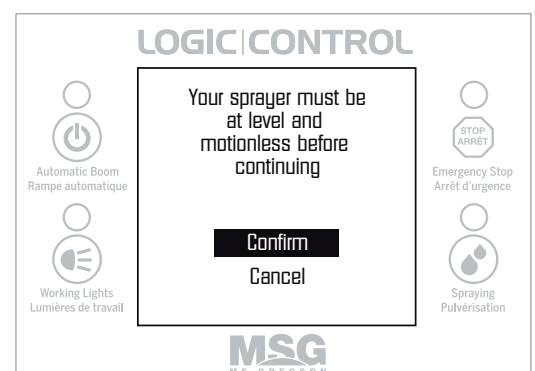 LOGIC|CONTROL
Your sprayer must be
at level and
motionless before
continuing
Confirm
Cancel
Automatic Boom
Rampe automatique
Working Lights
Lumières de travail
STOP
ARRÊT
Emergency Stop
Arrêt d'urgence
Spraying
Pulvérisation
MSG